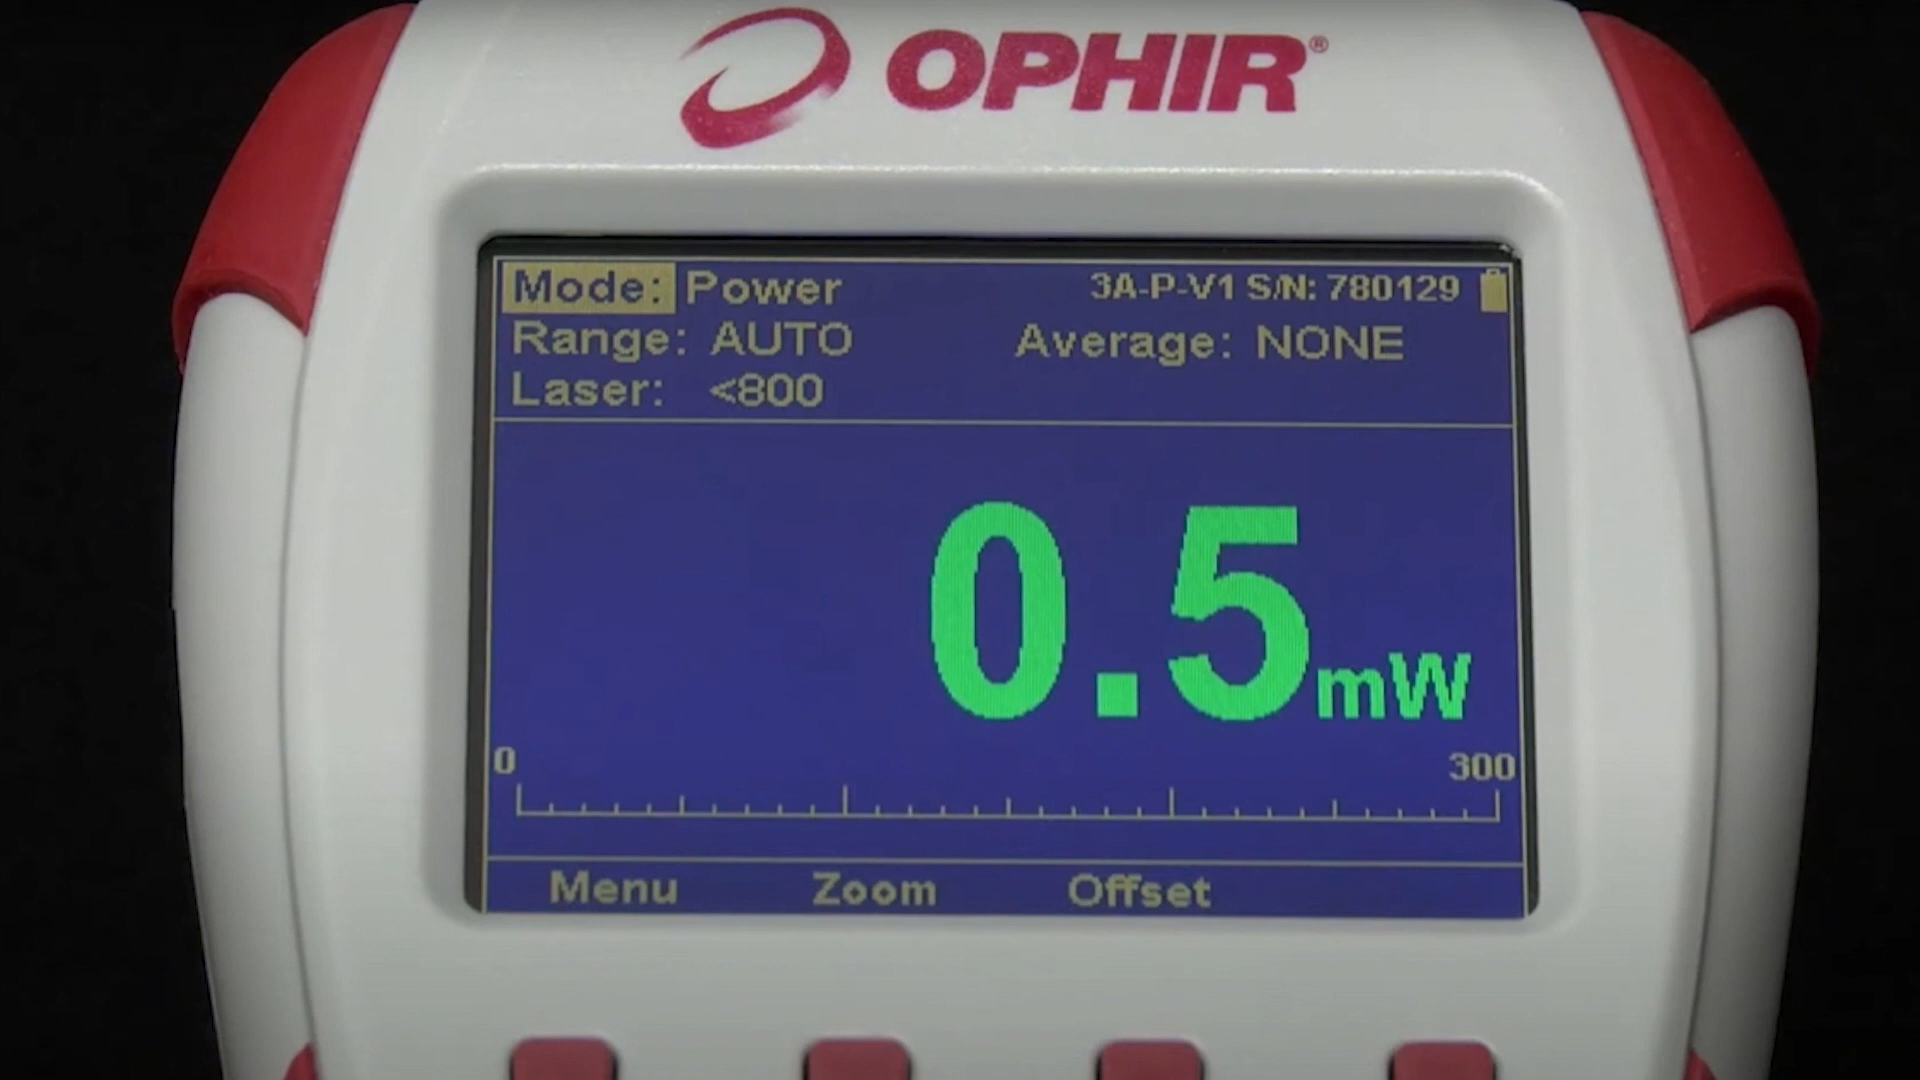 OPHIR®
Mode: Power 3A-P-V1 S/N: 780129
Range: AUTO Average: NONE
Laser: <800
0.5mW
0 300
Menu Zoom Offset